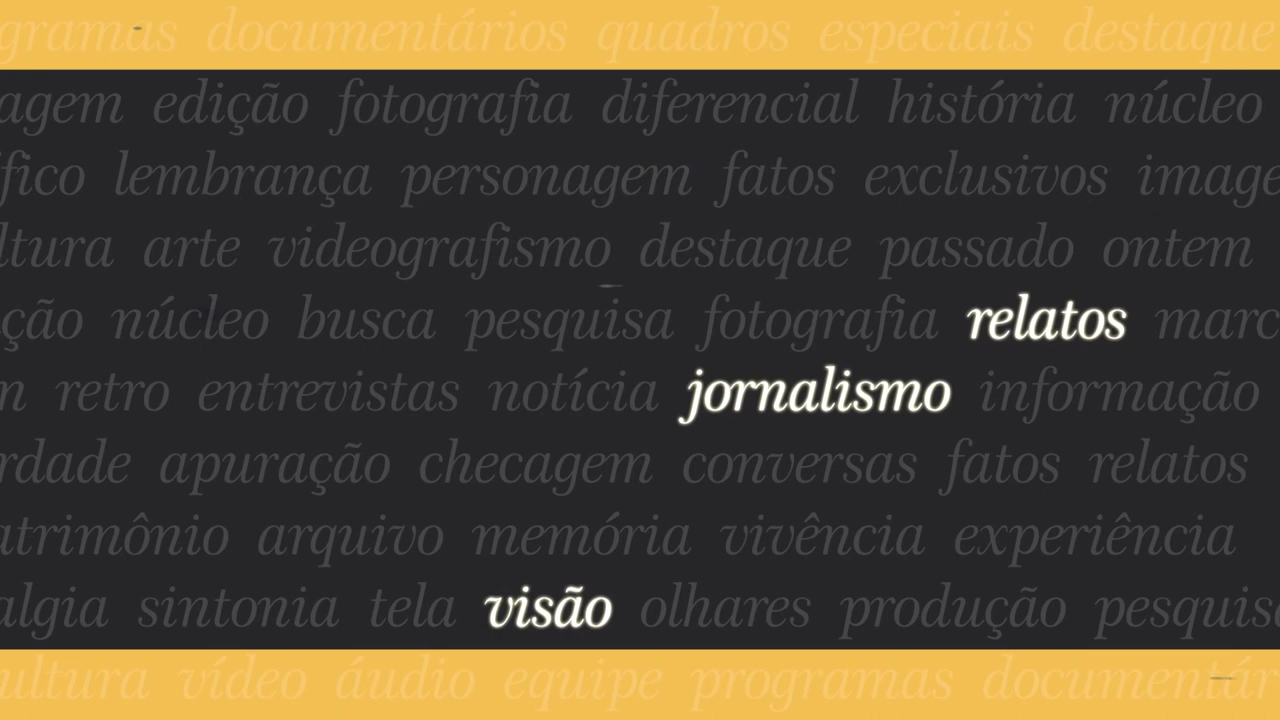 gramas documentários quadros especiais destaque
agem edição fotografia diferencial história núcleo
fico lembrança personagem fatos exclusivos image
ltura arte videografismo destaque passado ontem
ção núcleo busca pesquisa fotografia relatos marc
m retro entrevistas notícia jornalismo informação
rdade apuração checagem conversas fatos relatos
atrimônio arquivo memória vivência experiência
algia sintonia tela visão olhares produção pesquis
ultura vídeo áudio equipe programas documentár